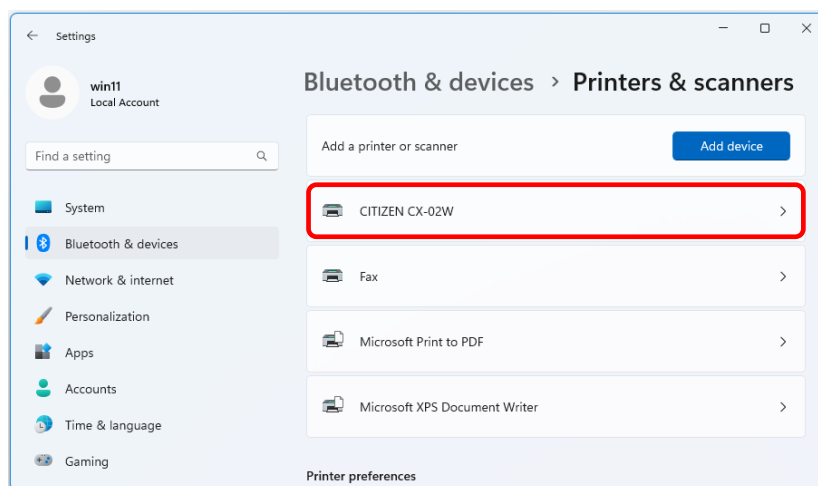 Settings
win11
Local Account
Find a setting
System
Bluetooth & devices
Network & internet
Personalization
Apps
Accounts
Time & language
Gaming
Bluetooth & devices > Printers & scanners
Add a printer or scanner
Add device
CITIZEN CX-02W
Fax
Microsoft Print to PDF
Microsoft XPS Document Writer
Printer preferences